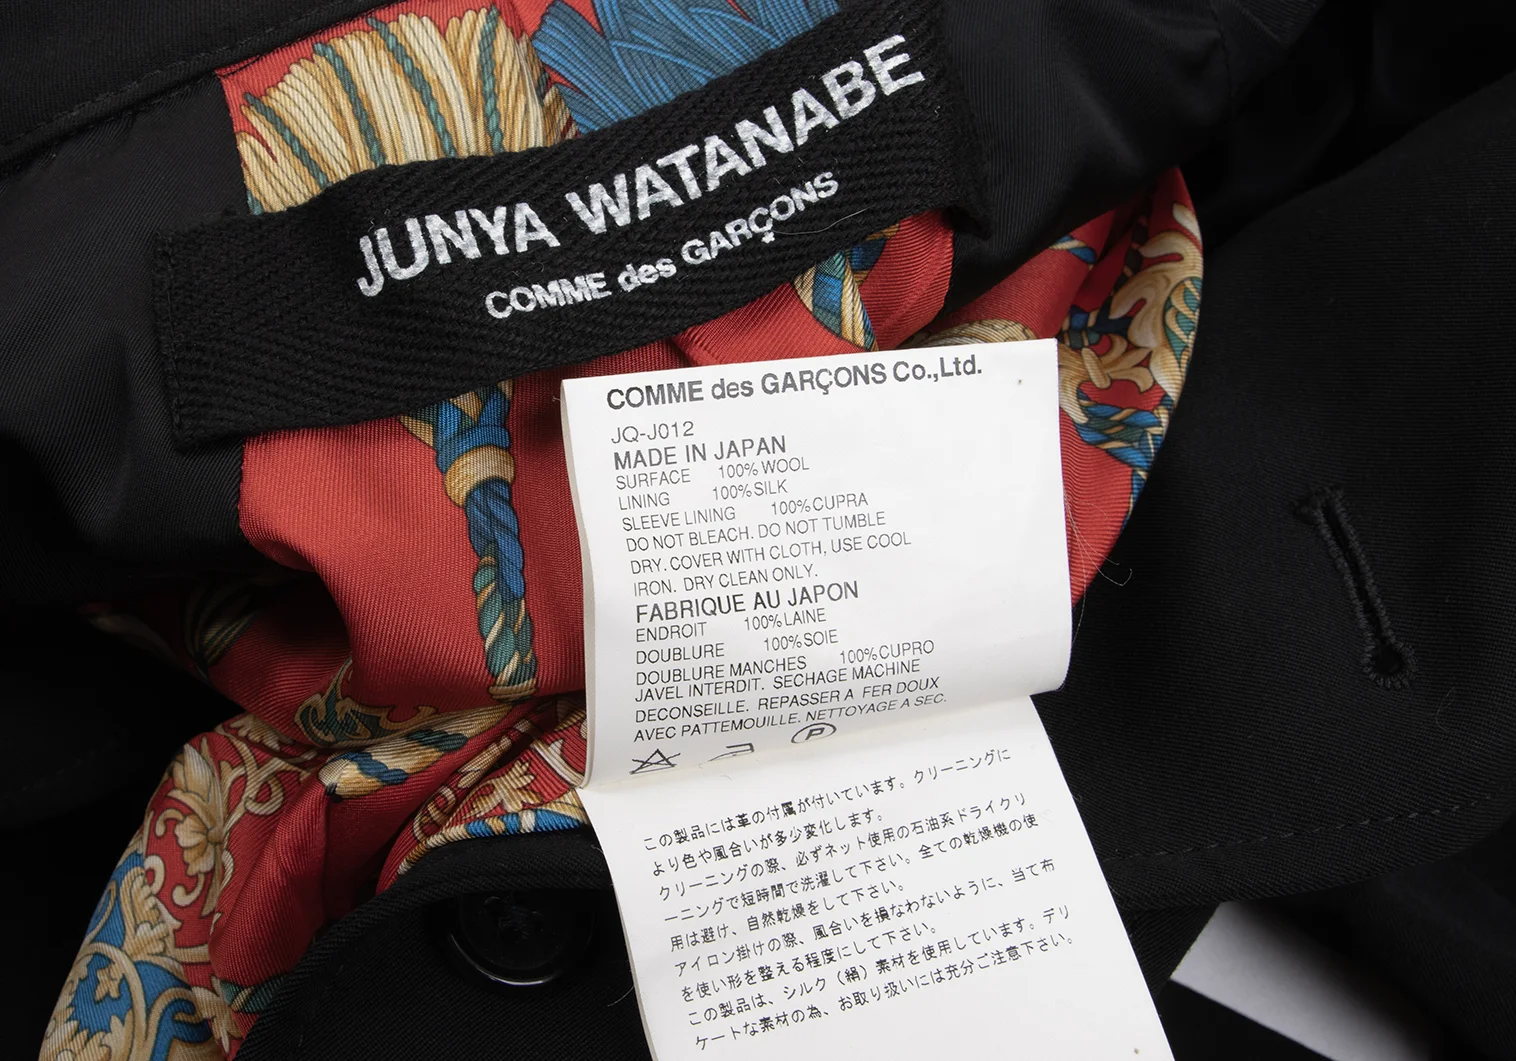 JUNYA WATANABE
COMME des GARÇONS
COMME des GARÇONS Co.,Ltd.
JQ-J012
MADE IN JAPAN
SURFACE 100% WOOL
LINING 100% SILK
SLEEVE LINING 100% CUPRA
DO NOT BLEACH. DO NOT TUMBLE
DRY. COVER WITH CLOTH, USE COOL
IRON. DRY CLEAN ONLY.
FABRIQUE AU JAPON
ENDROIT 100% LAINE
DOUBLURE 100% SOIE
DOUBLURE MANCHES 100% CUPRO
JAVEL INTERDIT. SECHAGE MACHINE
DECONSEILLE. REPASSER A FER DOUX
AVEC PATTEMOUILLE. NETTOYAGE A SEC.
P
この製品には革の付属が付いています。クリーニングに
より色や風合いが多少変化します。
クリーニングの際、必ずネット使用の石油系ドライクリ
ーニングで短時間で洗濯して下さい。全ての乾燥機の使
用は避け、自然乾燥をして下さい。
アイロン掛けの際、風合いを損なわないように、当て布
を使い形を整える程度にして下さい。
この製品は、シルク（絹）素材を使用しています。デリ
ケートな素材の為、お取り扱いには充分ご注意下さい。